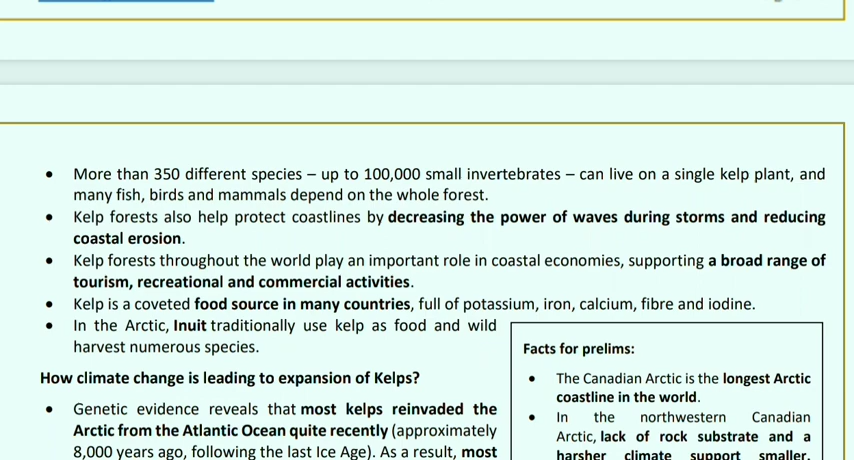 • More than 350 different species – up to 100,000 small invertebrates – can live on a single kelp plant, and
many fish, birds and mammals depend on the whole forest.
• Kelp forests also help protect coastlines by decreasing the power of waves during storms and reducing
coastal erosion.
• Kelp forests throughout the world play an important role in coastal economies, supporting a broad range of
tourism, recreational and commercial activities.
• Kelp is a coveted food source in many countries, full of potassium, iron, calcium, fibre and iodine.
• In the Arctic, Inuit traditionally use kelp as food and wild
harvest numerous species.
How climate change is leading to expansion of Kelps?
• Genetic evidence reveals that most kelps reinvaded the
Arctic from the Atlantic Ocean quite recently (approximately
8,000 years ago, following the last Ice Age). As a result, most
Facts for prelims:
• The Canadian Arctic is the longest Arctic
coastline in the world.
• In the northwestern Canadian
Arctic, lack of rock substrate and a
harsher climate support smaller,